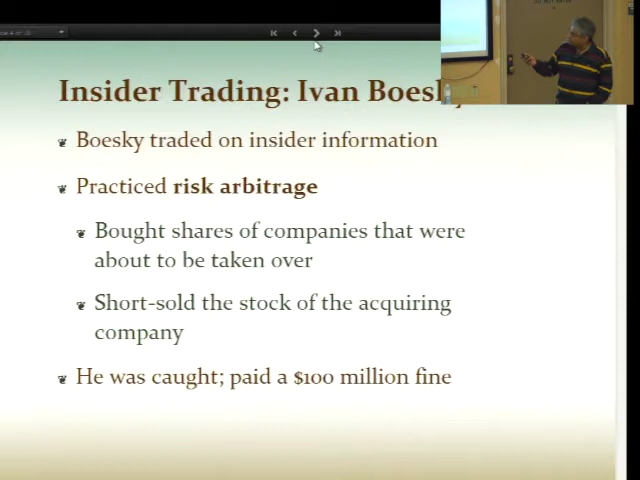 Insider Trading: Ivan Boesky
Boesky traded on insider information
Practiced risk arbitrage
Bought shares of companies that were
about to be taken over
Short-sold the stock of the acquiring
company
He was caught; paid a $100 million fine